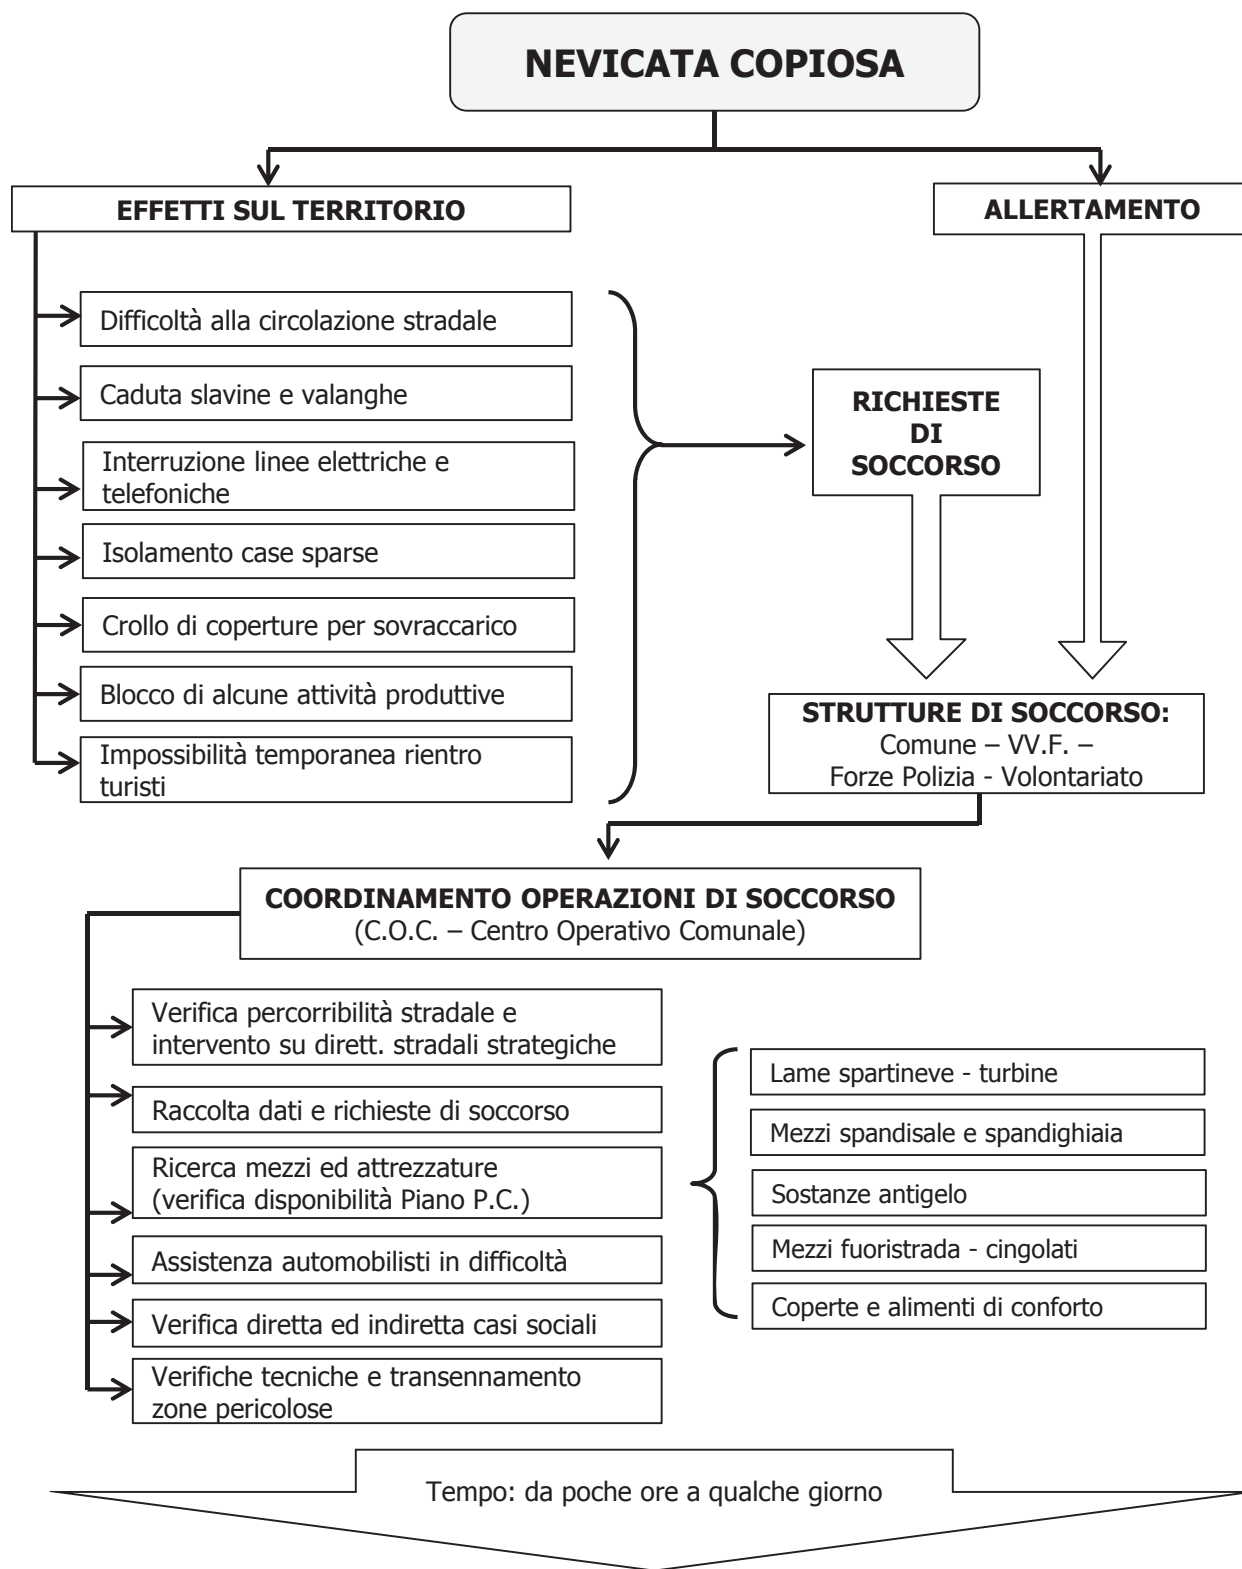 NEVICATA COPIOSA
EFFETTI SUL TERRITORIO
ALLERTAMENTO
Difficoltà alla circolazione stradale
Caduta slavine e valanghe
Interruzione linee elettriche e
telefoniche
Isolamento case sparse
Crollo di coperture per sovraccarico
Blocco di alcune attività produttive
Impossibilità temporanea rientro
turisti
RICHIESTE
DI
SOCCORSO
STRUTTURE DI SOCCORSO:
Comune – VV.F. –
Forze Polizia - Volontariato
COORDINAMENTO OPERAZIONI DI SOCCORSO
(C.O.C. – Centro Operativo Comunale)
Verifica percorribilità stradale e
intervento su dirett. stradali strategiche
Raccolta dati e richieste di soccorso
Ricerca mezzi ed attrezzature
(verifica disponibilità Piano P.C.)
Assistenza automobilisti in difficoltà
Verifica diretta ed indiretta casi sociali
Verifiche tecniche e transennamento
zone pericolose
Lame spartineve - turbine
Mezzi spandisale e spandighiaia
Sostanze antigelo
Mezzi fuoristrada - cingolati
Coperte e alimenti di conforto
Tempo: da poche ore a qualche giorno